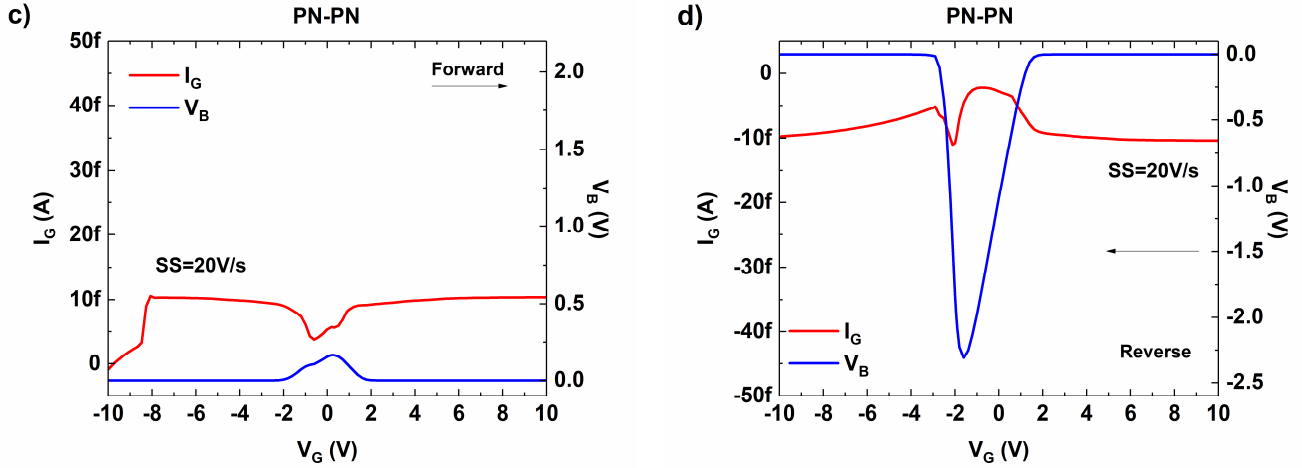 c)
PN-PN
50f
40f
30f
20f
10f
0
I_G (A)
I_G
V_B
Forward
SS=20V/s
2.0
1.5
1.0
0.5
0.0
V_B (V)
-10 -8 -6 -4 -2 0 2 4 6 8 10
V_G (V)
d)
PN-PN
0
-10f
-20f
-30f
-40f
-50f
I_G (A)
SS=20V/s
I_G
V_B
Reverse
0.0
-0.5
-1.0
-1.5
-2.0
-2.5
V_B (V)
-10 -8 -6 -4 -2 0 2 4 6 8 10
V_G (V)